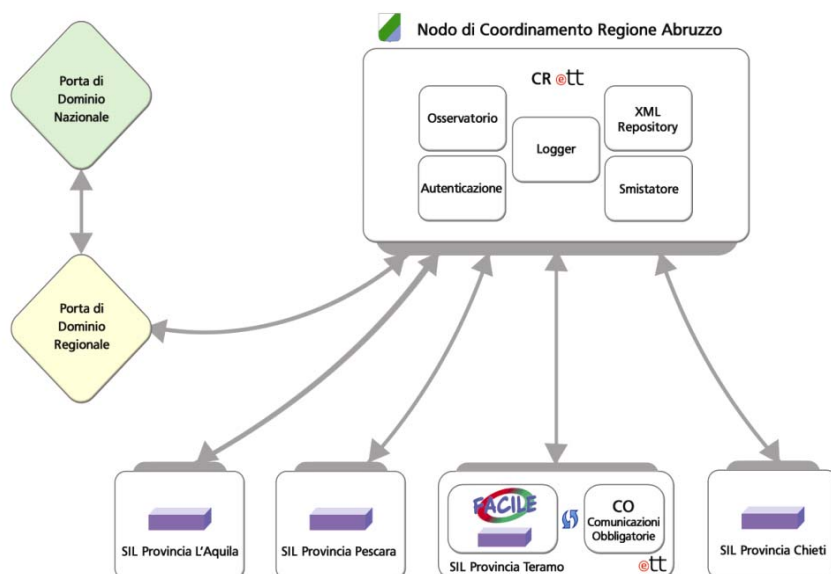 Nodo di Coordinamento Regione Abruzzo
CR ett
Osservatorio
XML
Repository
Logger
Autenticazione
Smistatore
Porta di
Dominio
Nazionale
Porta di
Dominio
Regionale
SIL Provincia L'Aquila
SIL Provincia Pescara
FACILE
SIL Provincia Teramo
CO
Comunicazioni
Obbligatorie
ett
SIL Provincia Chieti